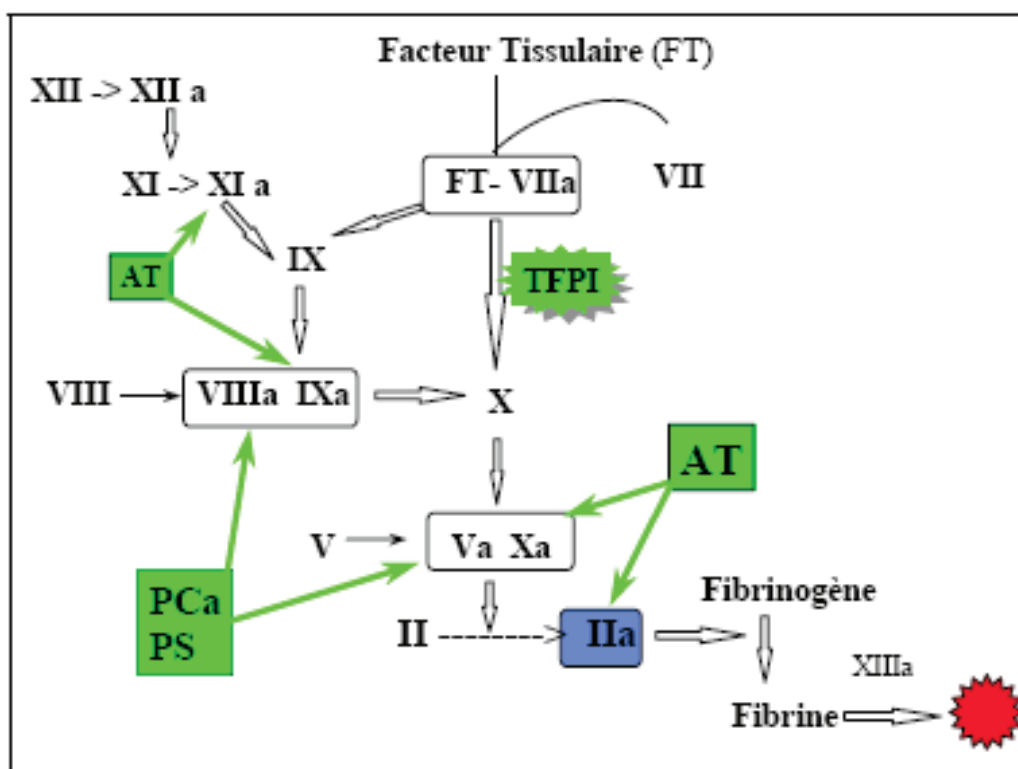 Facteur Tissulaire (FT)
XII -> XII a
XI -> XI a
FT- VIIa
VII
IX
AT
TFPI
VIII
VIIIa IXa
X
AT
V
Va Xa
PCa
PS
II
IIa
Fibrinogène
XIIIa
Fibrine